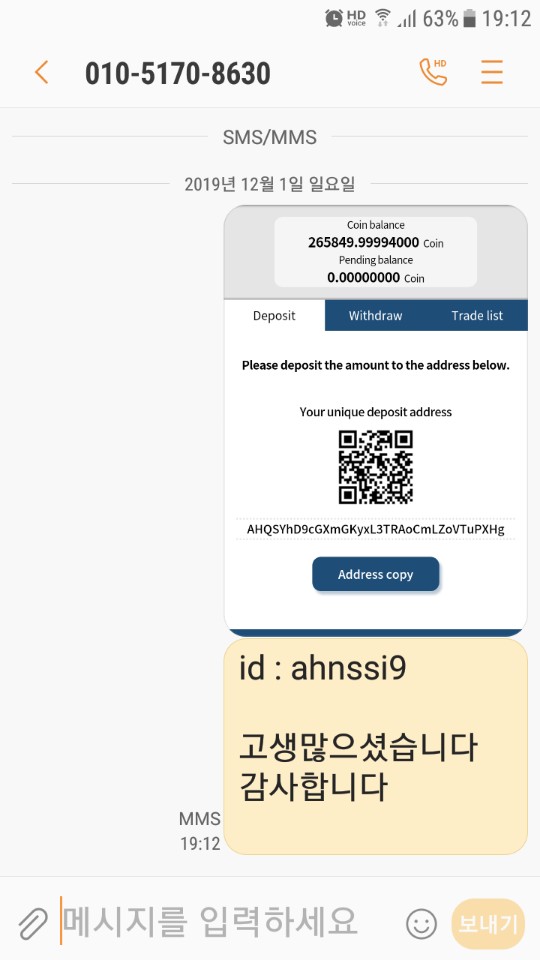 HD voice 63% 19:12
010-5170-8630 HD
SMS/MMS
2019년 12월 1일 일요일
Coin balance
265849.99994000 Coin
Pending balance
0.00000000 Coin
Deposit Withdraw Trade list
Please deposit the amount to the address below.
Your unique deposit address
AHQSYhD9cGXmGKyxL3TRAoCmLZoVTuPXHg
Address copy
id : ahnssi9
고생많으셨습니다
감사합니다
MMS
19:12
메시지를 입력하세요 보내기